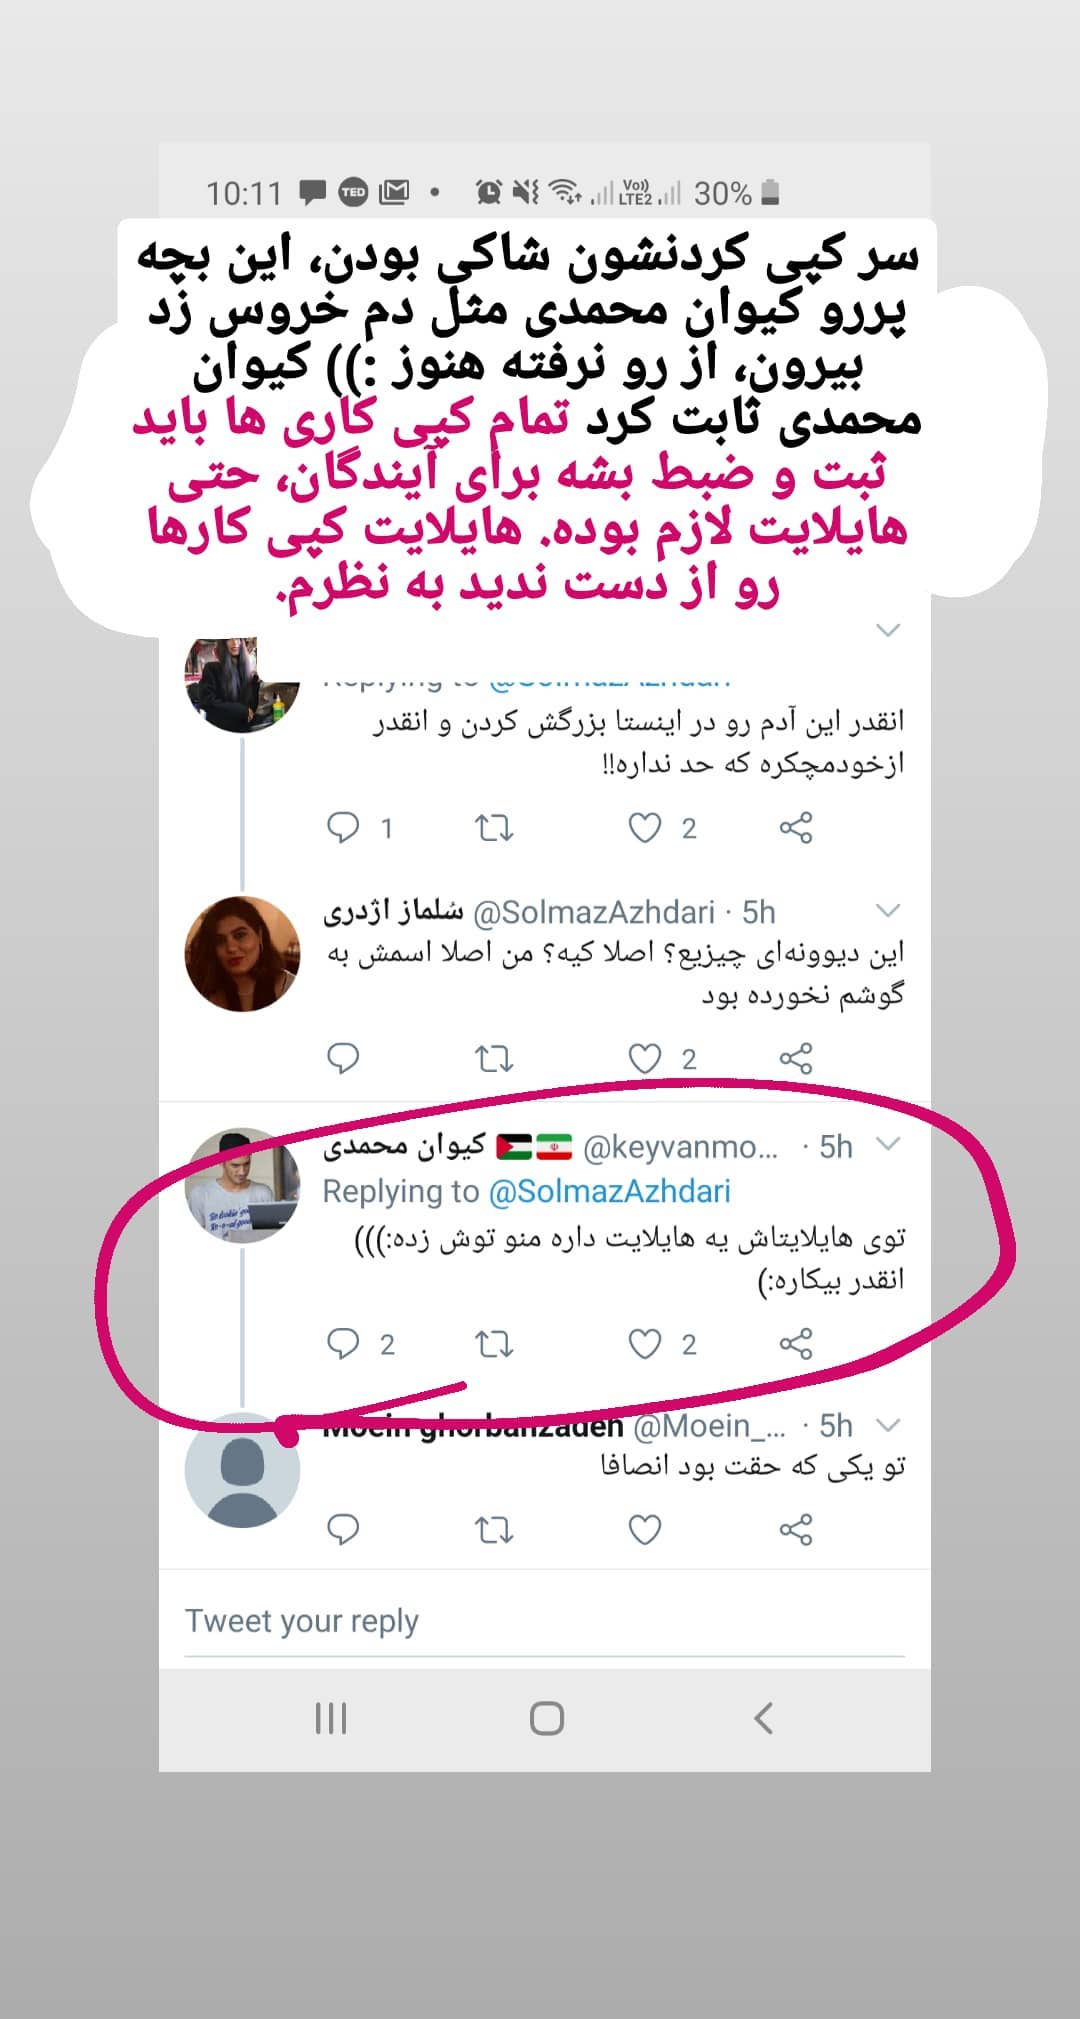 10:11 TED VoLTE2 30%
سر کپی کردنشون شاکی بودن، این بچه
پررو کیوان محمدی مثل دم خروس زد
بیرون، از رو نرفته هنوز :)) کیوان
محمدی ثابت کرد تمام کپی کاری ها باید
ثبت و ضبط بشه برای آیندگان، حتی
هایلایت لازم بوده. هایلایت کپی کارها
رو از دست ندید به نظرم.
Replying to @SolmazAzhdari
انقدر این آدم رو در اینستا بزرگش کردن و انقدر
ازخودمچکره که حد نداره!!
1 2
سُلماز اژدری @SolmazAzhdari · 5h
این دیوونه‌ای چیزیع؟ اصلا کیه؟ من اصلا اسمش به
گوشم نخورده بود
2
کیوان محمدی @keyvanmo... · 5h
Replying to @SolmazAzhdari
توی هایلایتاش یه هایلایت داره منو توش زده:)))
انقدر بیکاره:)
2 2
Moein ghorbanzadeh @Moein_... · 5h
تو یکی که حقت بود انصافا
Tweet your reply